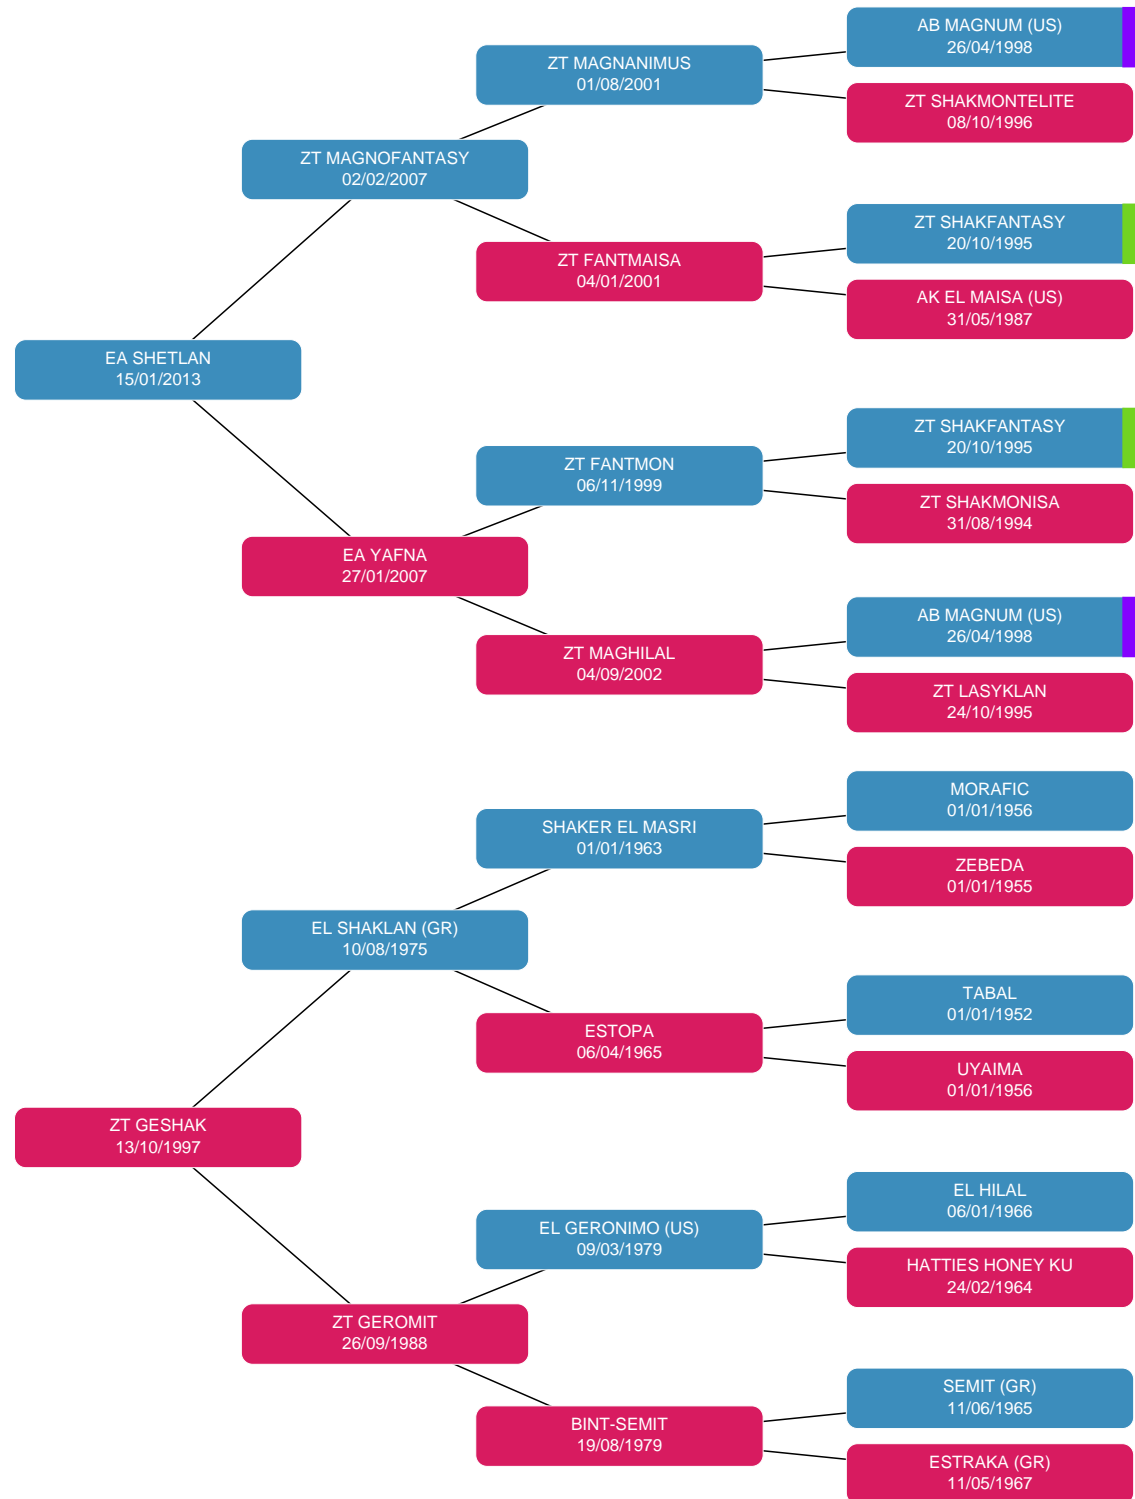 AB MAGNUM (US)
26/04/1998
ZT MAGNANIMUS
01/08/2001
ZT SHAKMONTELITE
08/10/1996
ZT MAGNOFANTASY
02/02/2007
ZT SHAKFANTASY
20/10/1995
ZT FANTMAISA
04/01/2001
AK EL MAISA (US)
31/05/1987
EA SHETLAN
15/01/2013
ZT SHAKFANTASY
20/10/1995
ZT FANTMON
06/11/1999
ZT SHAKMONISA
31/08/1994
EA YAFNA
27/01/2007
AB MAGNUM (US)
26/04/1998
ZT MAGHILAL
04/09/2002
ZT LASYKLAN
24/10/1995
MORAFIC
01/01/1956
SHAKER EL MASRI
01/01/1963
ZEBEDA
01/01/1955
EL SHAKLAN (GR)
10/08/1975
TABAL
01/01/1952
ESTOPA
06/04/1965
UYAIMA
01/01/1956
ZT GESHAK
13/10/1997
EL HILAL
06/01/1966
EL GERONIMO (US)
09/03/1979
HATTIES HONEY KU
24/02/1964
ZT GEROMIT
26/09/1988
SEMIT (GR)
11/06/1965
BINT-SEMIT
19/08/1979
ESTRAKA (GR)
11/05/1967